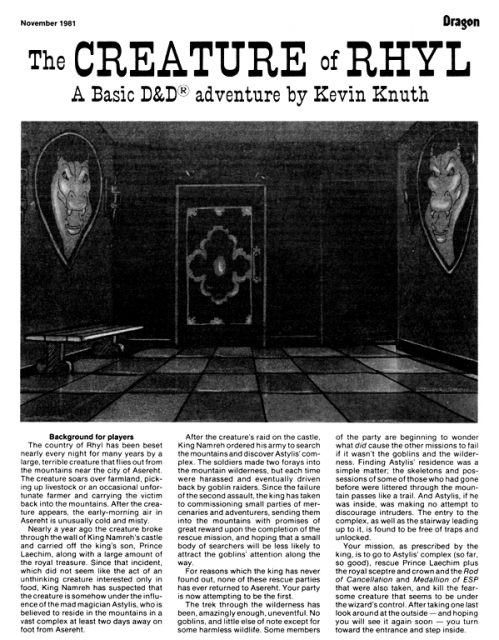 November 1981
Dragon
The CREATURE of RHYL
A Basic D&D® adventure by Kevin Knuth
Background for players
The country of Rhyl has been beset
nearly every night for many years by a
large, terrible creature that flies out from
the mountains near the city of Asereht.
The creature soars over farmland, pick-
ing up livestock or an occasional unfor-
tunate farmer and carrying the victim
back into the mountains. After the crea-
ture appears, the early-morning air in
Asereht is unusually cold and misty.
Nearly a year ago the creature broke
through the wall of King Namreh's castle
and carried off the king's son, Prince
Laechim, along with a large amount of
the royal treasure. Since that incident,
which did not seem like the act of an
unthinking creature interested only in
food, King Namreh has suspected that
the creature is somehow under the influ-
ence of the mad magician Astylis, who is
believed to reside in the mountains in a
vast complex at least two days away on
foot from Asereht.
After the creature's raid on the castle,
King Namreh ordered his army to search
the mountains and discover Astylis' com-
plex. The soldiers made two forays into
the mountain wilderness, but each time
were harassed and eventually driven
back by goblin raiders. Since the failure
of the second assault, the king has taken
to commissioning small parties of mer-
cenaries and adventurers, sending them
into the mountains with promises of
great reward upon the completion of the
rescue mission, and hoping that a small
body of searchers will be less likely to
attract the goblins' attention along the
way.
For reasons which the king has never
found out, none of these rescue parties
has ever returned to Asereht. Your party
is now attempting to be the first.
The trek through the wilderness has
been, amazingly enough, uneventful. No
goblins, and little else of note except for
some harmless wildlife. Some members
of the party are beginning to wonder
what did cause the other missions to fail
if it wasn't the goblins and the wilder-
ness. Finding Astylis' residence was a
simple matter; the skeletons and pos-
sessions of some of those who had gone
before were littered through the moun-
tain passes like a trail. And Astylis, if he
was inside, was making no attempt to
discourage intruders. The entry to the
complex, as well as the stairway leading
up to it, is found to be free of traps and
unlocked.
Your mission, as prescribed by the
king, is to go to Astylis' complex (so far,
so good), rescue Prince Laechim plus
the royal sceptre and crown and the Rod
of Cancellation and Medallion of ESP
that were also taken, and kill the fear-
some creature that seems to be under
the wizard's control. After taking one last
look around at the outside — and hoping
you will see it again soon — you turn
toward the entrance and step inside.